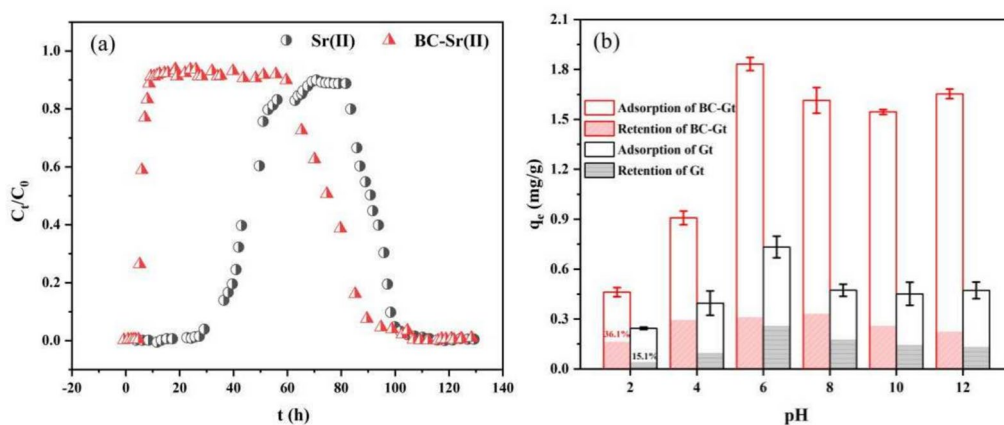 (a)
Sr(II) BC-Sr(II)
Ct/C0
1.0
0.8
0.6
0.4
0.2
0.0
-20 0 20 40 60 80 100 120 140
t (h)
(b)
qe (mg/g)
2.1
1.8
1.5
1.2
0.9
0.6
0.3
0.0
Adsorption of BC-Gt
Retention of BC-Gt
Adsorption of Gt
Retention of Gt
36.1%
15.1%
2 4 6 8 10 12
pH